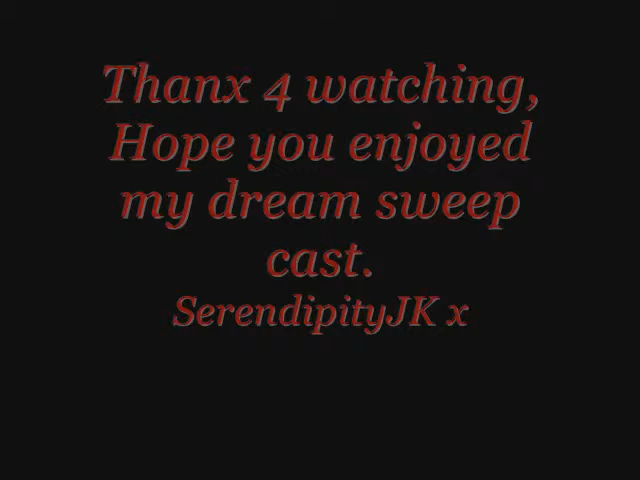 Thanx 4 watching,
Hope you enjoyed
my dream sweep
cast.
SerendipityJK x